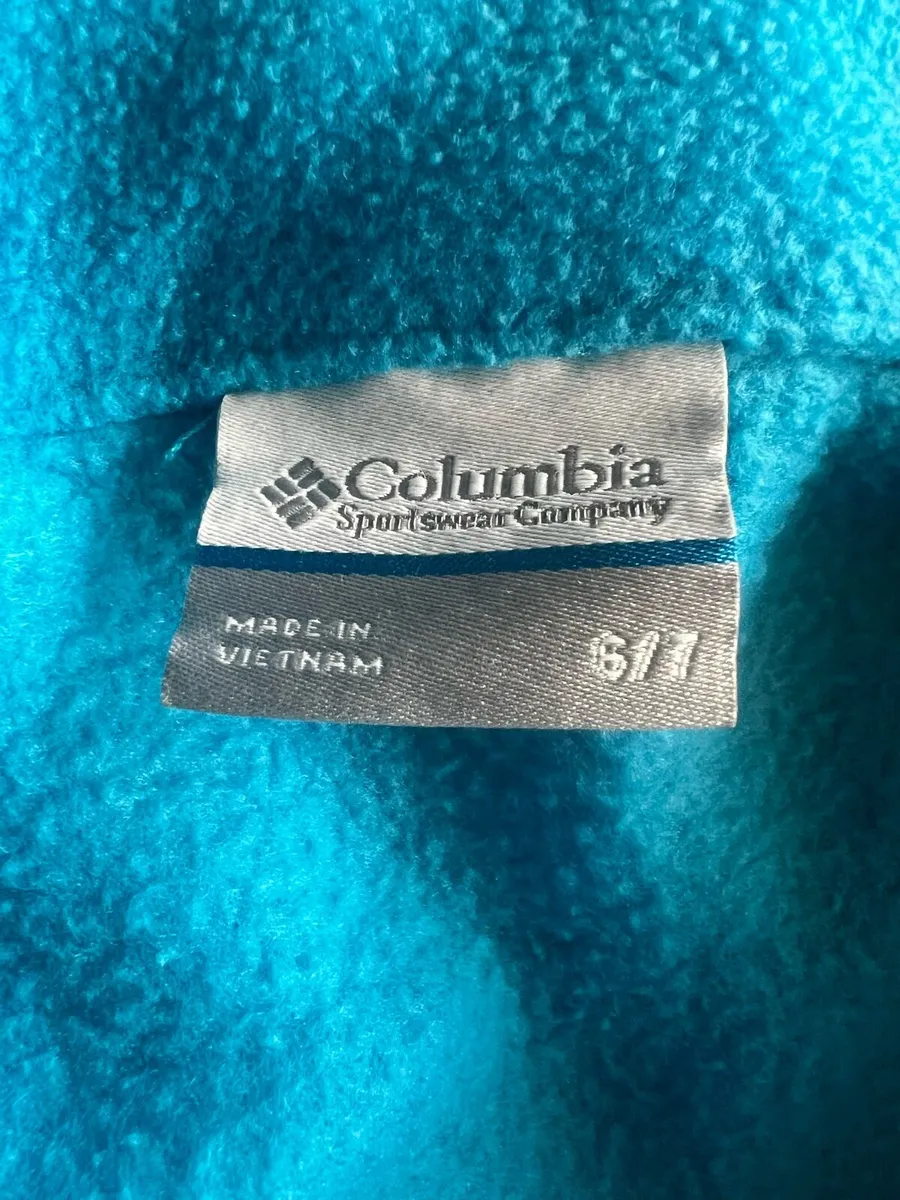 Columbia
Sportswear Company
MADE IN
VIETNAM
6/7